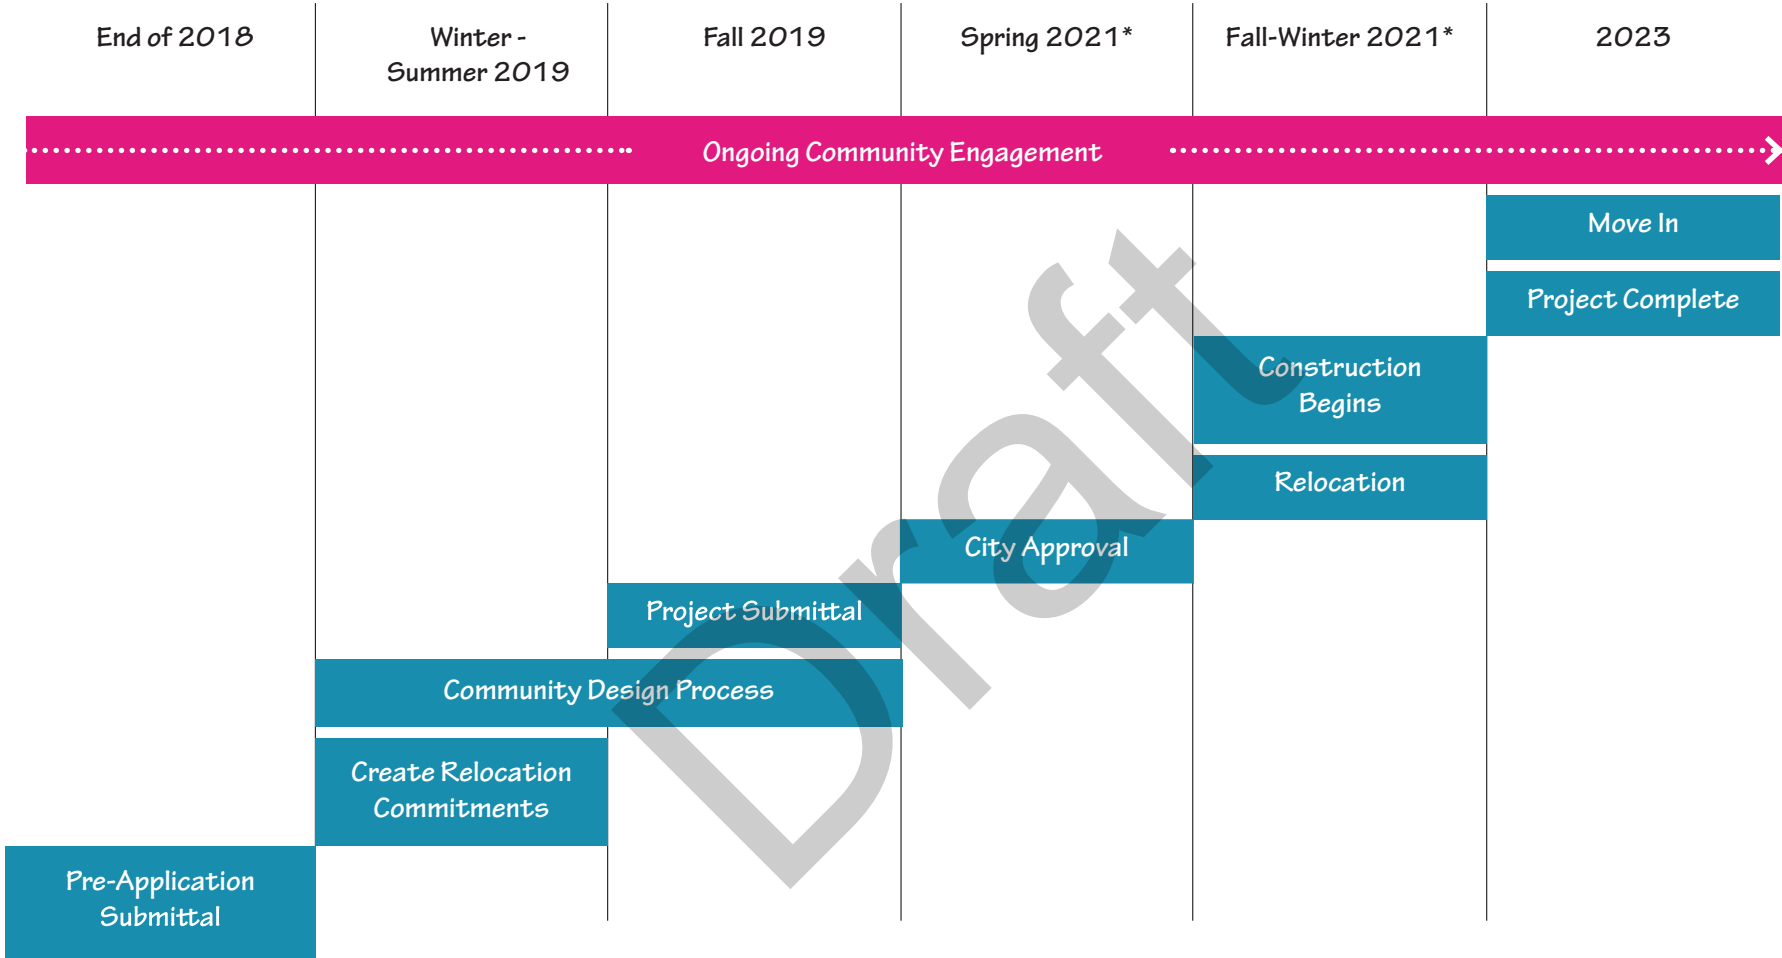 End of 2018
Winter -
Summer 2019
Fall 2019
Spring 2021*
Fall-Winter 2021*
2023
Ongoing Community Engagement
Move In
Project Complete
Construction
Begins
Relocation
City Approval
Project Submittal
Community Design Process
Create Relocation
Commitments
Pre-Application
Submittal
Draft